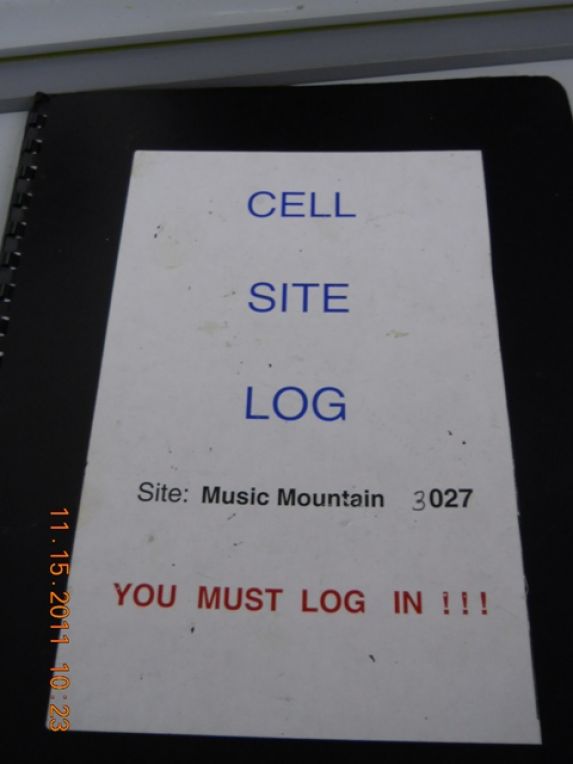 CELL
SITE
LOG
Site: Music Mountain 3027
YOU MUST LOG IN ! ! !
11.15.2011 10:23